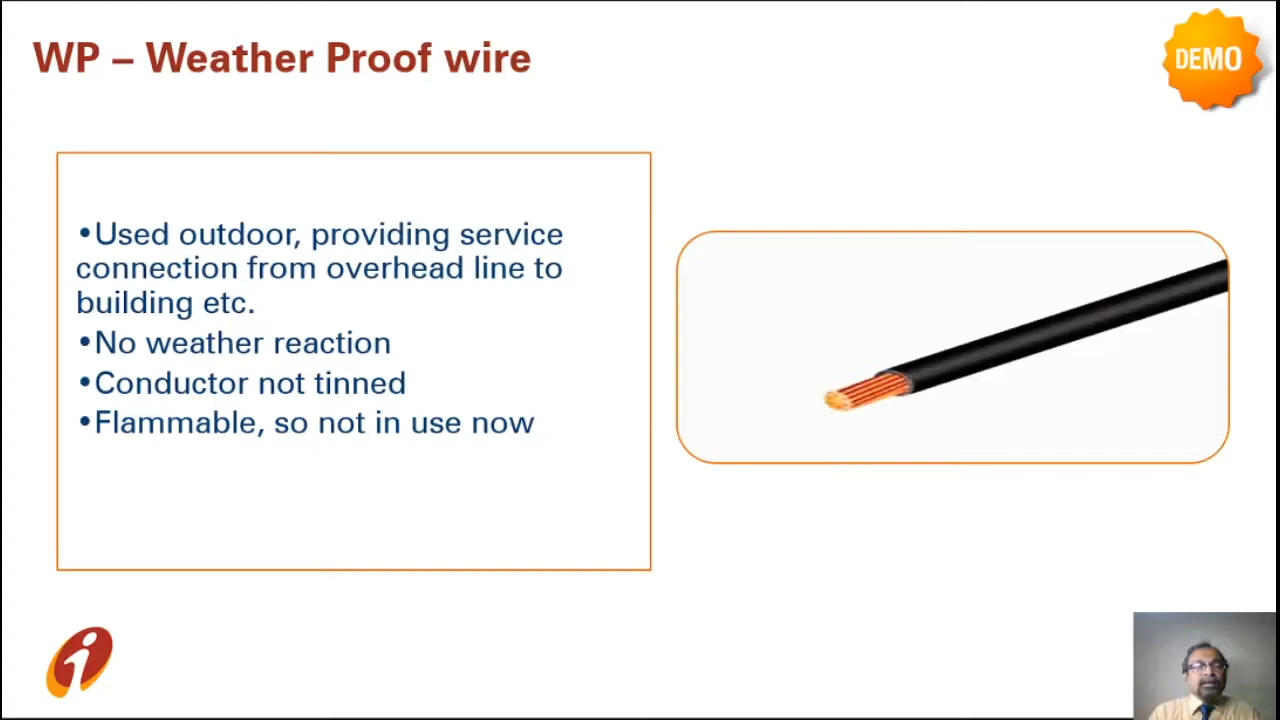 WP – Weather Proof wire
DEMO
•Used outdoor, providing service
connection from overhead line to
building etc.
•No weather reaction
•Conductor not tinned
•Flammable, so not in use now